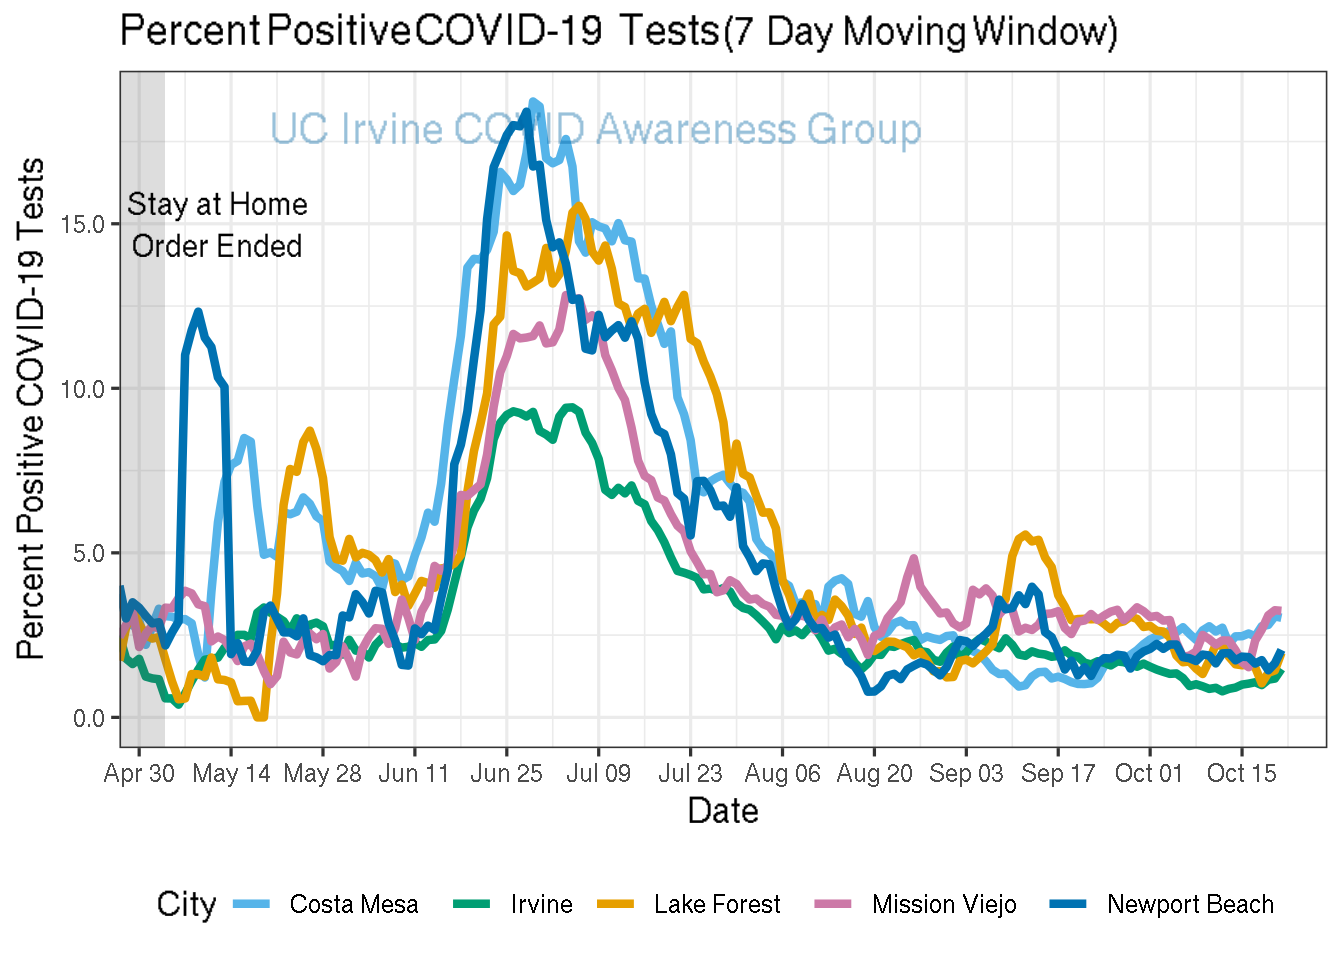 Percent Positive COVID-19 Tests (7 Day Moving Window)
UC Irvine COVID Awareness Group
Stay at Home
Order Ended
Percent Positive COVID-19 Tests
15.0
10.0
5.0
0.0
Apr 30 May 14 May 28 Jun 11 Jun 25 Jul 09 Jul 23 Aug 06 Aug 20 Sep 03 Sep 17 Oct 01 Oct 15
Date
City Costa Mesa Irvine Lake Forest Mission Viejo Newport Beach